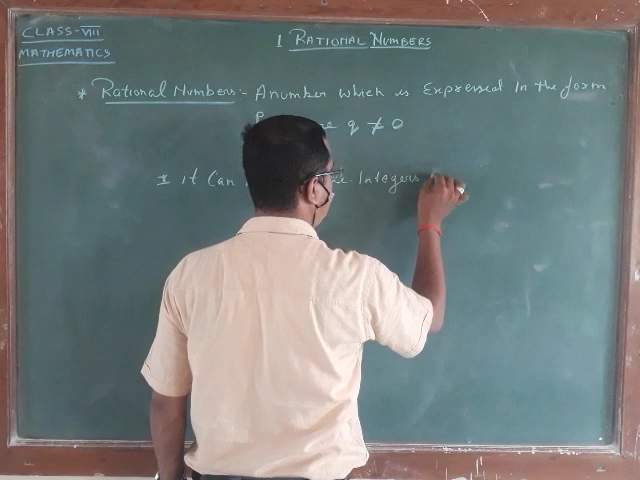 CLASS-VIII
MATHEMATICS
1 RATIONAL NUMBERS
* Rational Numbers:- A number which is Expressed In the form
q ≠ 0
I It Can Integers